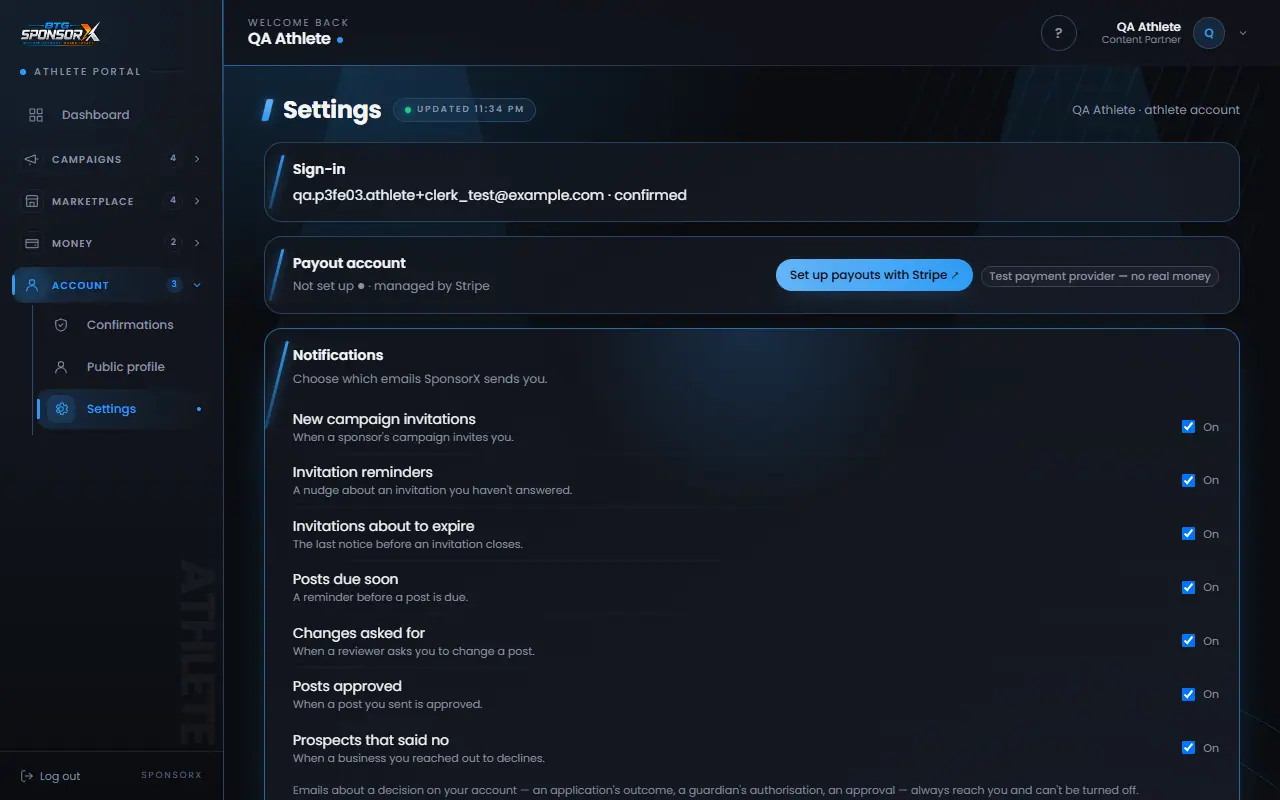 BTG
SPONSORX
ATHLETE PORTAL
Dashboard
CAMPAIGNS 4
MARKETPLACE 4
MONEY 2
ACCOUNT 3
Confirmations
Public profile
Settings
ATHLETE
Log out SPONSORX
WELCOME BACK
QA Athlete
?
QA Athlete
Content Partner
Q
Settings UPDATED 11:34 PM
QA Athlete · athlete account
Sign-in
qa.p3fe03.athlete+clerk_test@example.com · confirmed
Payout account
Not set up · managed by Stripe
Set up payouts with Stripe ↗
Test payment provider — no real money
Notifications
Choose which emails SponsorX sends you.
New campaign invitations
When a sponsor's campaign invites you.
On
Invitation reminders
A nudge about an invitation you haven't answered.
On
Invitations about to expire
The last notice before an invitation closes.
On
Posts due soon
A reminder before a post is due.
On
Changes asked for
When a reviewer asks you to change a post.
On
Posts approved
When a post you sent is approved.
On
Prospects that said no
When a business you reached out to declines.
On
Emails about a decision on your account — an application's outcome, a guardian's authorisation, an approval — always reach you and can't be turned off.